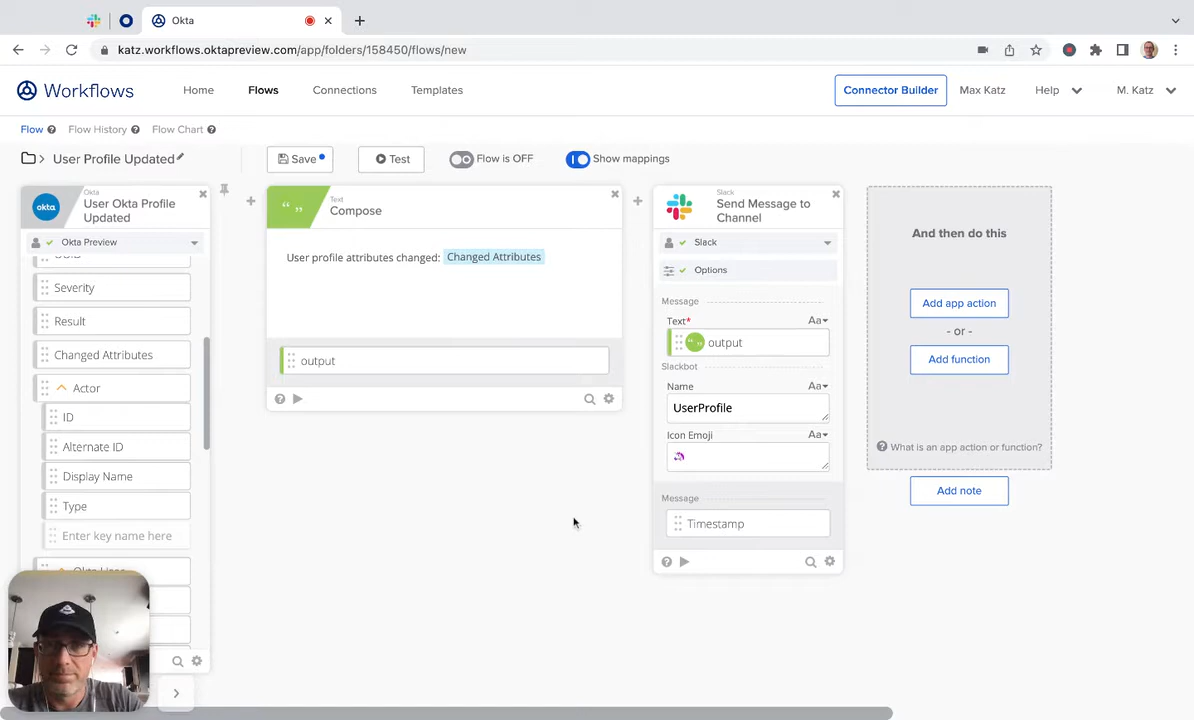 Okta
katz.workflows.oktapreview.com/app/folders/158450/flows/new
Workflows
Home
Flows
Connections
Templates
Connector Builder
Max Katz
Help
M. Katz
Flow
Flow History
Flow Chart
User Profile Updated
Save
Test
Flow is OFF
Show mappings
Okta
User Okta Profile
Updated
Okta Preview
Severity
Result
Changed Attributes
Actor
ID
Alternate ID
Display Name
Type
Enter key name here
Text
Compose
User profile attributes changed: Changed Attributes
output
Slack
Send Message to
Channel
Slack
Options
Message
Text*
Aa
output
Slackbot
Name
Aa
UserProfile
Icon Emoji
Aa
Message
Timestamp
And then do this
Add app action
- or -
Add function
What is an app action or function?
Add note